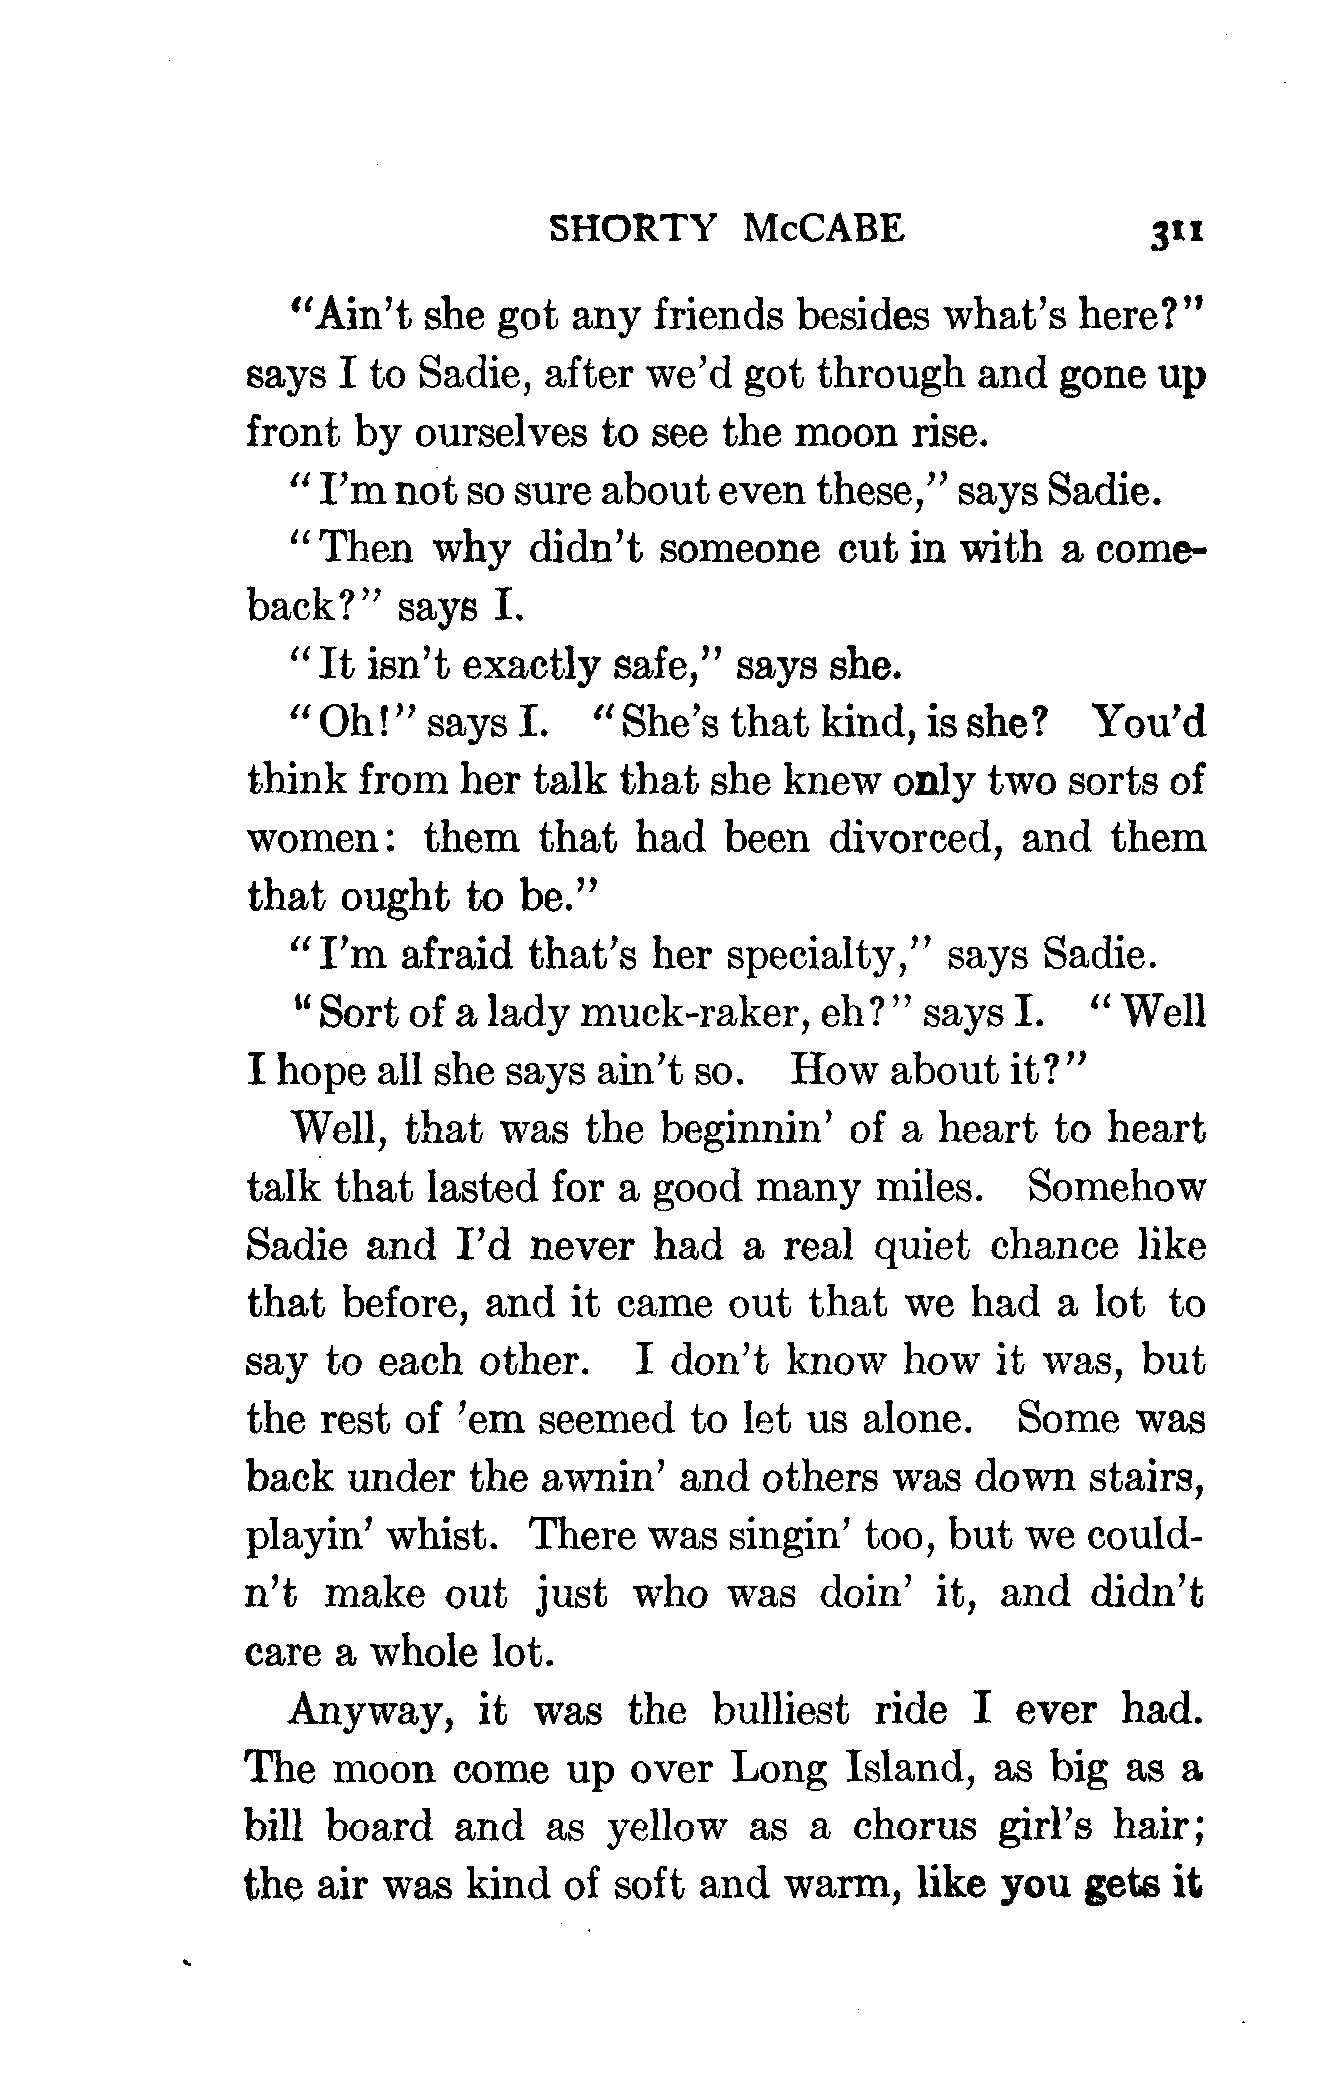 SHORTY McCABE 311
"Ain't she got any friends besides what's here?"
says I to Sadie, after we'd got through and gone up
front by ourselves to see the moon rise.
"I'm not so sure about even these," says Sadie.
"Then why didn't someone cut in with a come-
back?" says I.
"It isn't exactly safe," says she.
"Oh!" says I. "She's that kind, is she? You'd
think from her talk that she knew only two sorts of
women: them that had been divorced, and them
that ought to be."
"I'm afraid that's her specialty," says Sadie.
"Sort of a lady muck-raker, eh?" says I. "Well
I hope all she says ain't so. How about it?"
Well, that was the beginnin' of a heart to heart
talk that lasted for a good many miles. Somehow
Sadie and I'd never had a real quiet chance like
that before, and it came out that we had a lot to
say to each other. I don't know how it was, but
the rest of 'em seemed to let us alone. Some was
back under the awnin' and others was down stairs,
playin' whist. There was singin' too, but we could-
n't make out just who was doin' it, and didn't
care a whole lot.
Anyway, it was the bulliest ride I ever had.
The moon come up over Long Island, as big as a
bill board and as yellow as a chorus girl's hair;
the air was kind of soft and warm, like you gets it